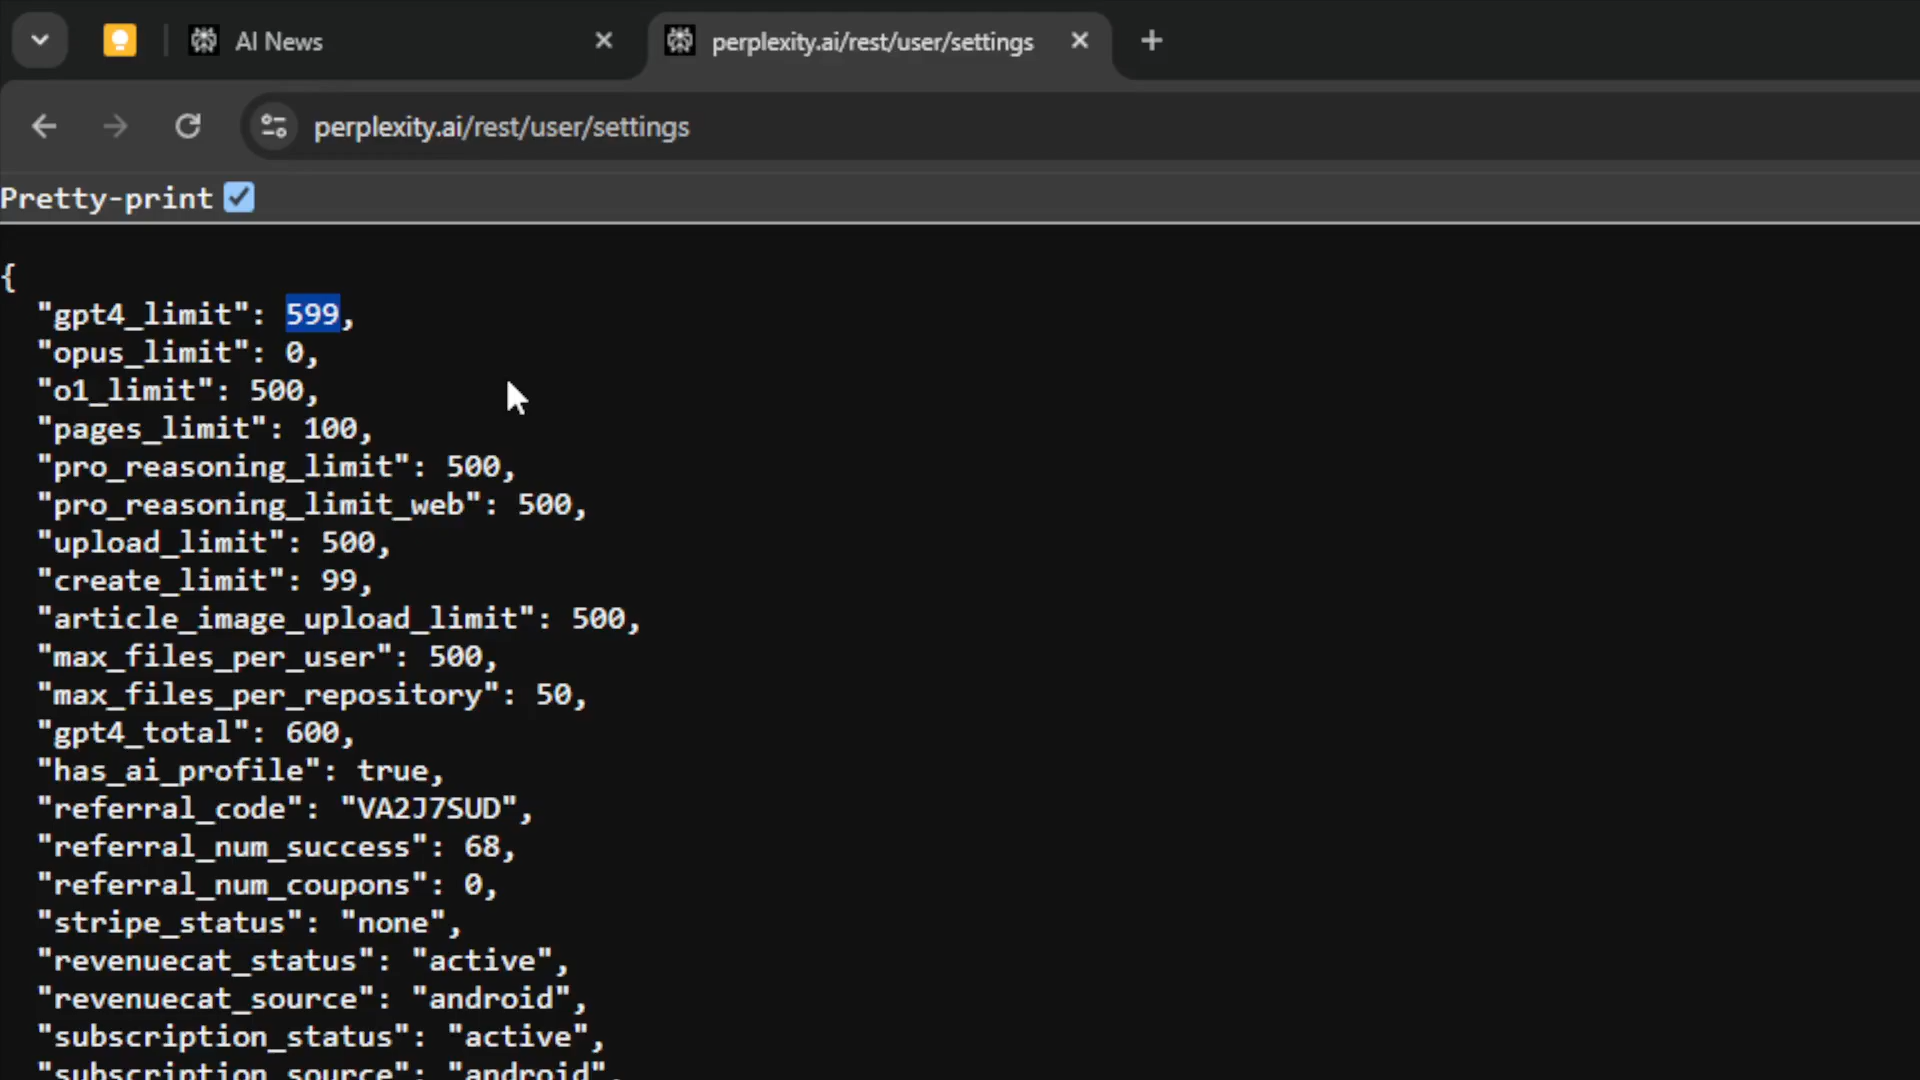 AI News
perplexity.ai/rest/user/settings
perplexity.ai/rest/user/settings
Pretty-print
{
"gpt4_limit": 599,
"opus_limit": 0,
"o1_limit": 500,
"pages_limit": 100,
"pro_reasoning_limit": 500,
"pro_reasoning_limit_web": 500,
"upload_limit": 500,
"create_limit": 99,
"article_image_upload_limit": 500,
"max_files_per_user": 500,
"max_files_per_repository": 50,
"gpt4_total": 600,
"has_ai_profile": true,
"referral_code": "VA2J7SUD",
"referral_num_success": 68,
"referral_num_coupons": 0,
"stripe_status": "none",
"revenuecat_status": "active",
"revenuecat_source": "android",
"subscription_status": "active",
"subscription_source": "android",